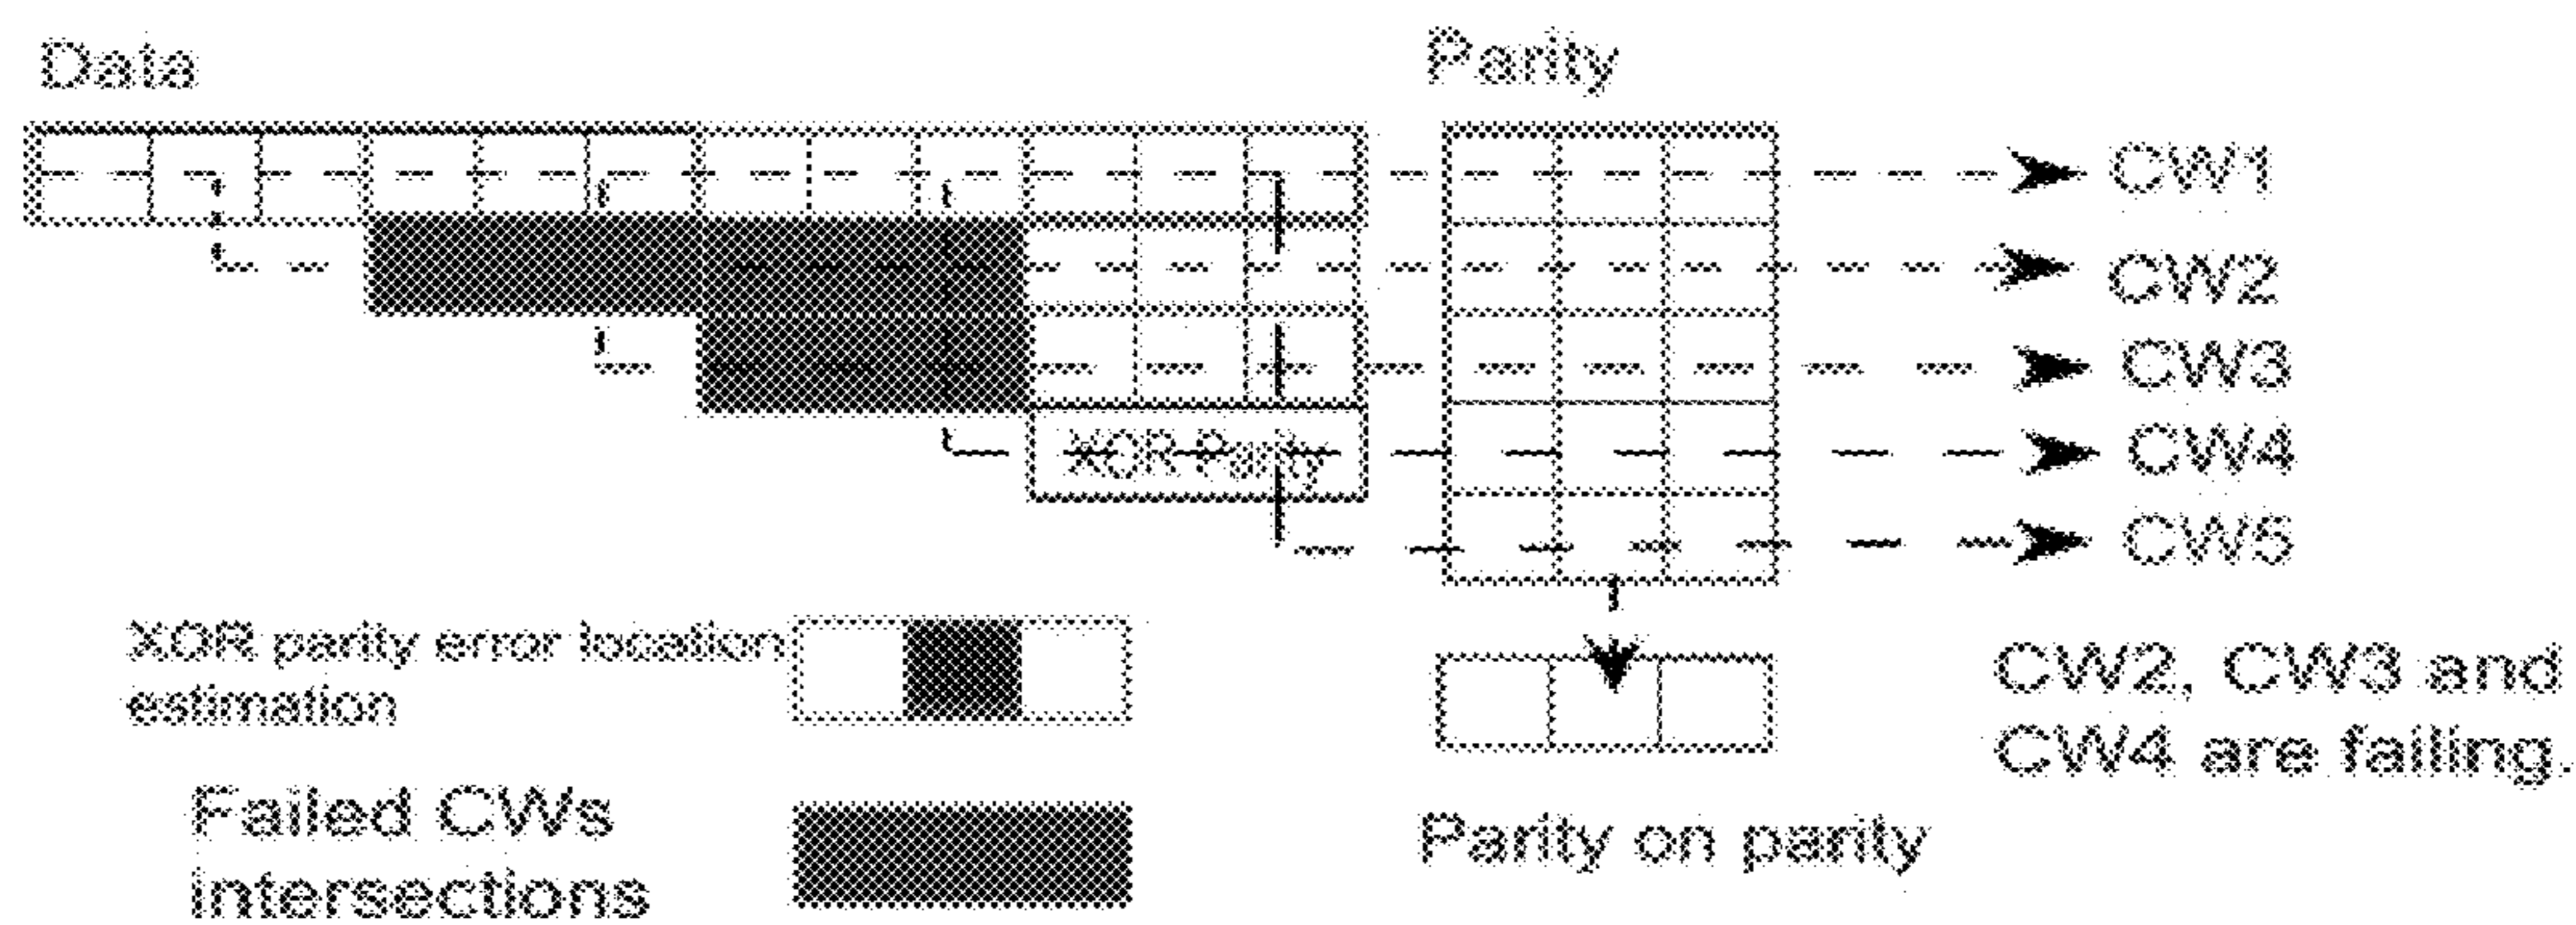 Data
Parity
CW1
CW2
CW3
XOR Parity
CW4
CW5
XOR parity error location
estimation
CW2, CW3 and
CW4 are failing.
Failed CWs
intersections
Parity on parity